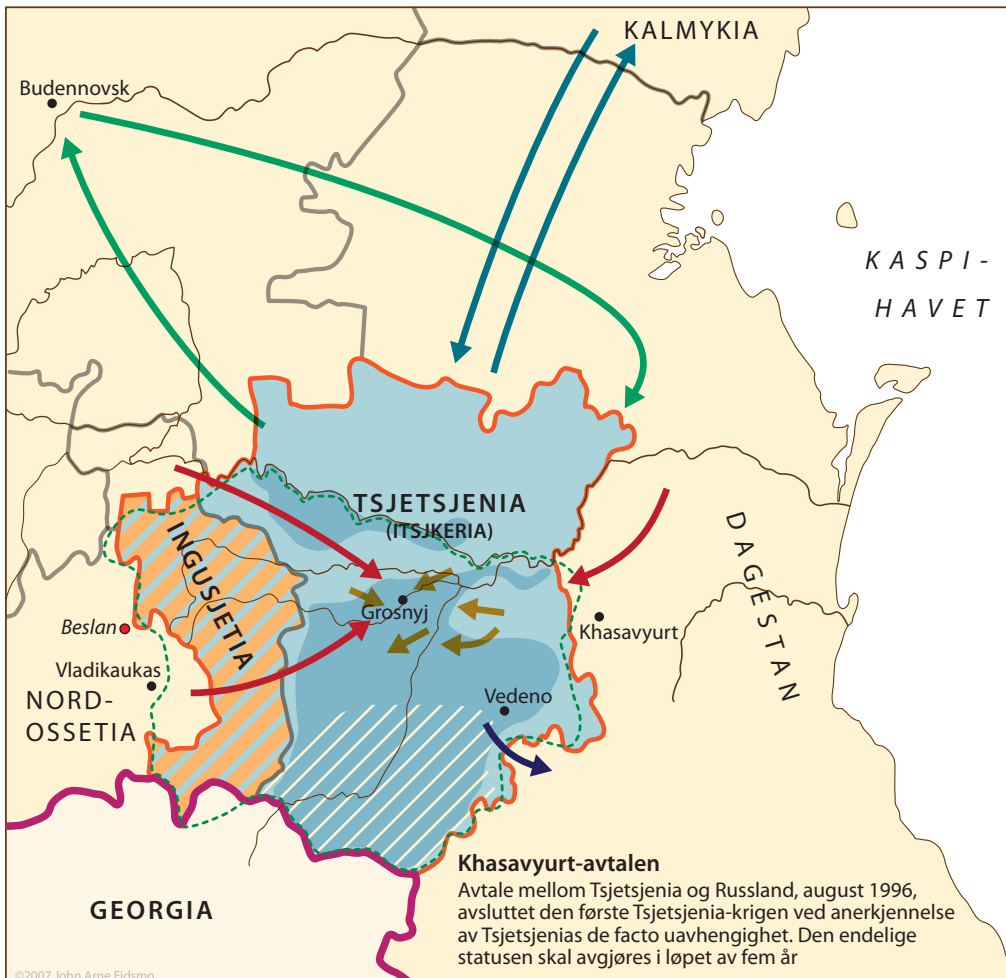 KALMYKIA
Budennovsk
KASPI-
HAVET
TSJETSJENIA
(ITSJKERIA)
INGUSJETIA
DAGESTAN
Grosnyj
Khasavyurt
Beslan
Vladikaukas
NORD-
OSSETIA
Vedeno
GEORGIA
Khasavyurt-avtalen
Avtale mellom Tsjetsjenia og Russland, august 1996,
avsluttet den første Tsjetsjenia-krigen ved anerkjennelse
av Tsjetsjenias de facto uavhengighet. Den endelige
statusen skal avgjøres i løpet av fem år
©2007 John Arne Eidsmo